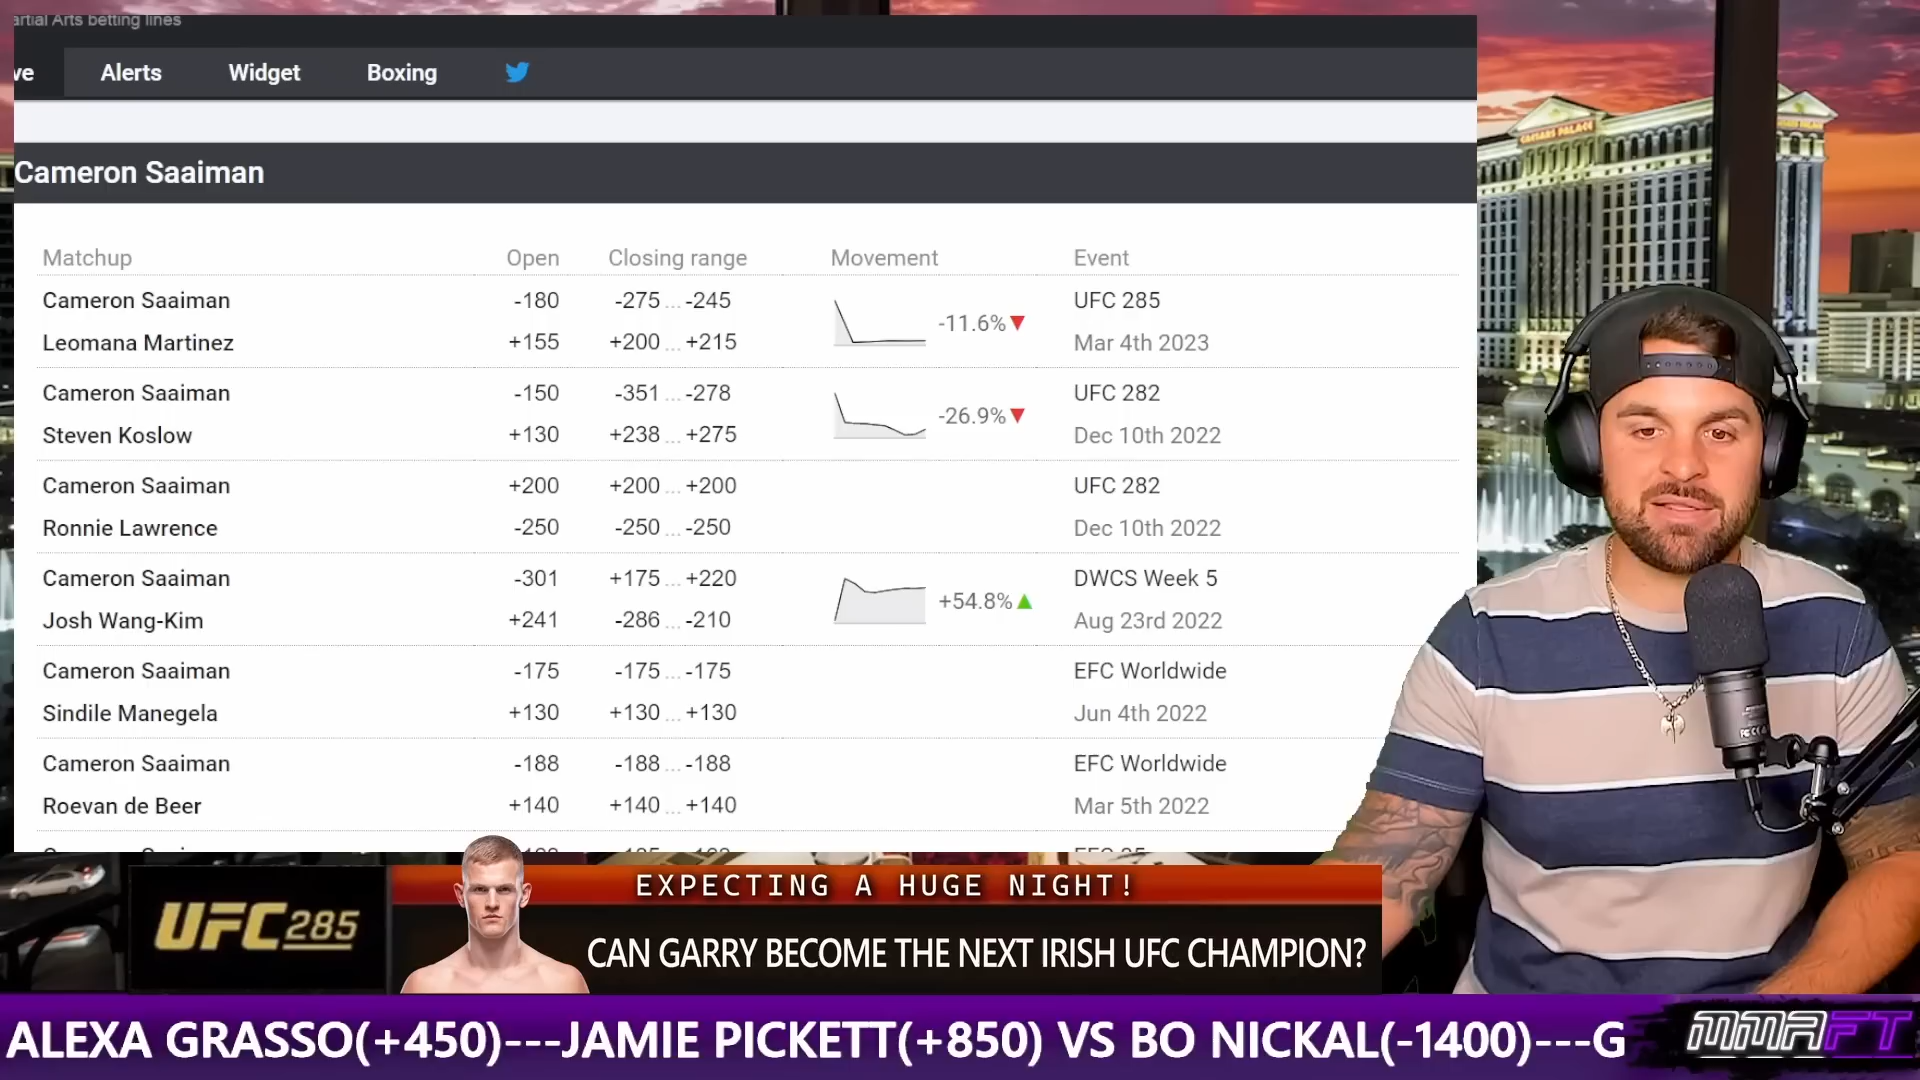 artial Arts betting lines
ve Alerts Widget Boxing
Cameron Saaiman
Matchup Open Closing range Movement Event
Cameron Saaiman -180 -275 ... -245 UFC 285
-11.6%▼
Leomana Martinez +155 +200 ... +215 Mar 4th 2023
Cameron Saaiman -150 -351 ... -278 UFC 282
-26.9%▼
Steven Koslow +130 +238 ... +275 Dec 10th 2022
Cameron Saaiman +200 +200 ... +200 UFC 282
Ronnie Lawrence -250 -250 ... -250 Dec 10th 2022
Cameron Saaiman -301 +175 ... +220 DWCS Week 5
+54.8%▲
Josh Wang-Kim +241 -286 ... -210 Aug 23rd 2022
Cameron Saaiman -175 -175 ... -175 EFC Worldwide
Sindile Manegela +130 +130 ... +130 Jun 4th 2022
Cameron Saaiman -188 -188 ... -188 EFC Worldwide
Roevan de Beer +140 +140 ... +140 Mar 5th 2022
CAESARS PALACE
UFC 285
EXPECTING A HUGE NIGHT!
CAN GARRY BECOME THE NEXT IRISH UFC CHAMPION?
ALEXA GRASSO(+450)---JAMIE PICKETT(+850) VS BO NICKAL(-1400)---G
MMAFT